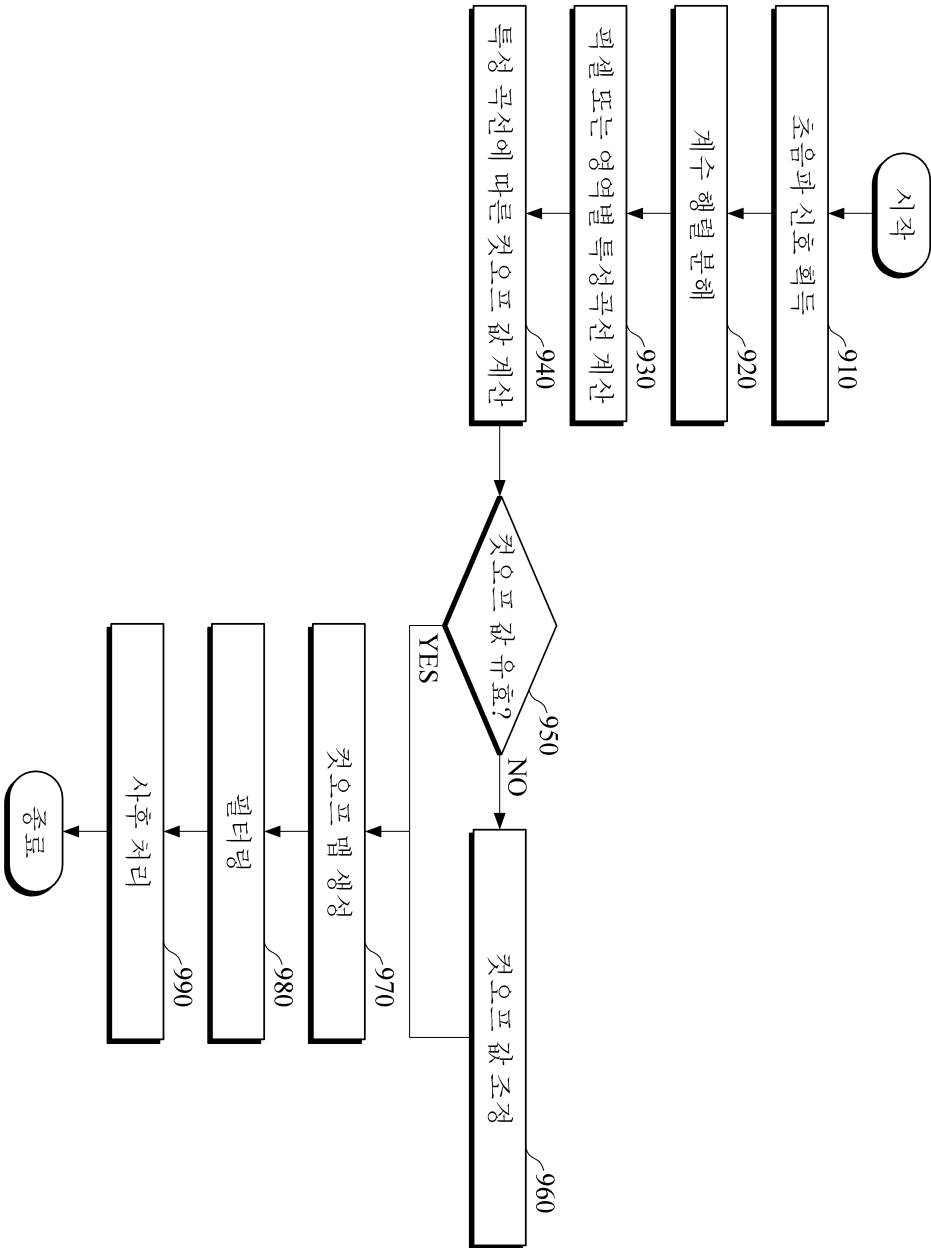 시작
초음파 신호 획득
910
계수 행렬 분해
920
픽셀 또는 영역별 특성곡선 계산
930
특성 곡선에 따른 컷오프 값 계산
940
컷오프 값 유효?
950
NO
YES
컷오프 값 조정
960
컷오프 맵 생성
970
필터링
980
사후 처리
990
종료